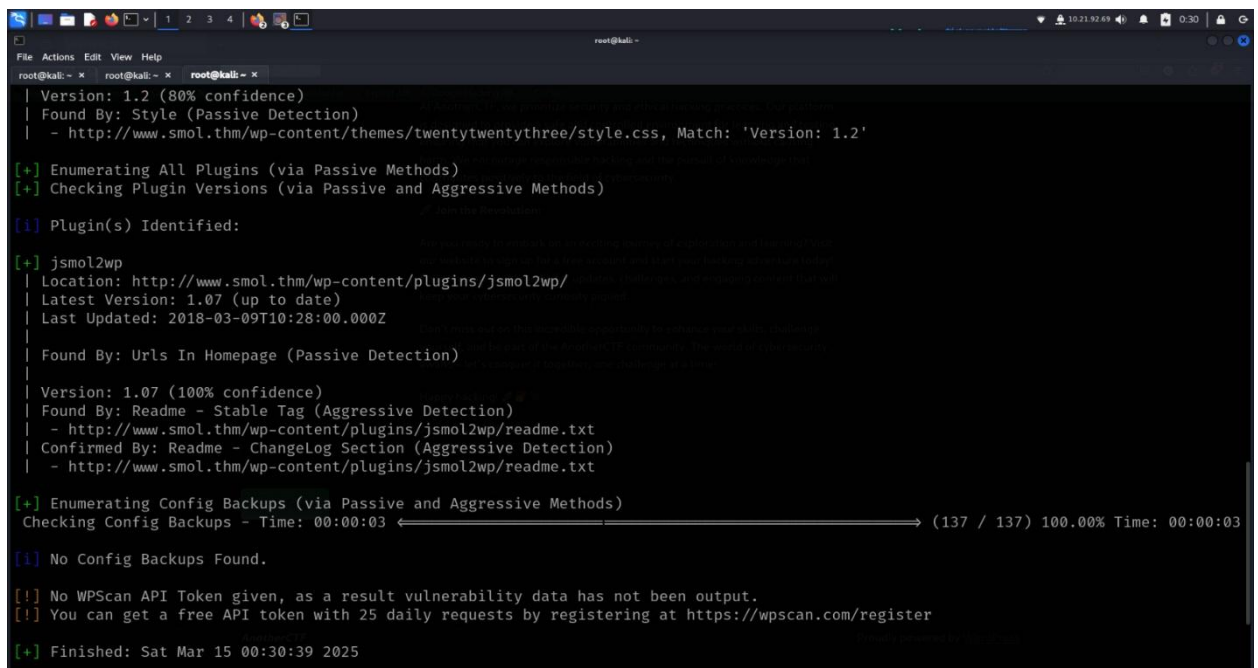 1 2 3 4
10.21.92.69
0:30
root@kali: ~
File Actions Edit View Help
root@kali: ~ × root@kali: ~ × root@kali: ~ ×
| Version: 1.2 (80% confidence)
| Found By: Style (Passive Detection)
|  - http://www.smol.thm/wp-content/themes/twentytwentythree/style.css, Match: 'Version: 1.2'
[+] Enumerating All Plugins (via Passive Methods)
[+] Checking Plugin Versions (via Passive and Aggressive Methods)
[i] Plugin(s) Identified:
[+] jsmol2wp
| Location: http://www.smol.thm/wp-content/plugins/jsmol2wp/
| Latest Version: 1.07 (up to date)
| Last Updated: 2018-03-09T10:28:00.000Z
|
| Found By: Urls In Homepage (Passive Detection)
|
| Version: 1.07 (100% confidence)
| Found By: Readme - Stable Tag (Aggressive Detection)
|  - http://www.smol.thm/wp-content/plugins/jsmol2wp/readme.txt
| Confirmed By: Readme - ChangeLog Section (Aggressive Detection)
|  - http://www.smol.thm/wp-content/plugins/jsmol2wp/readme.txt
[+] Enumerating Config Backups (via Passive and Aggressive Methods)
Checking Config Backups - Time: 00:00:03 <=====> (137 / 137) 100.00% Time: 00:00:03
[i] No Config Backups Found.
[!] No WPScan API Token given, as a result vulnerability data has not been output.
[!] You can get a free API token with 25 daily requests by registering at https://wpscan.com/register
[+] Finished: Sat Mar 15 00:30:39 2025